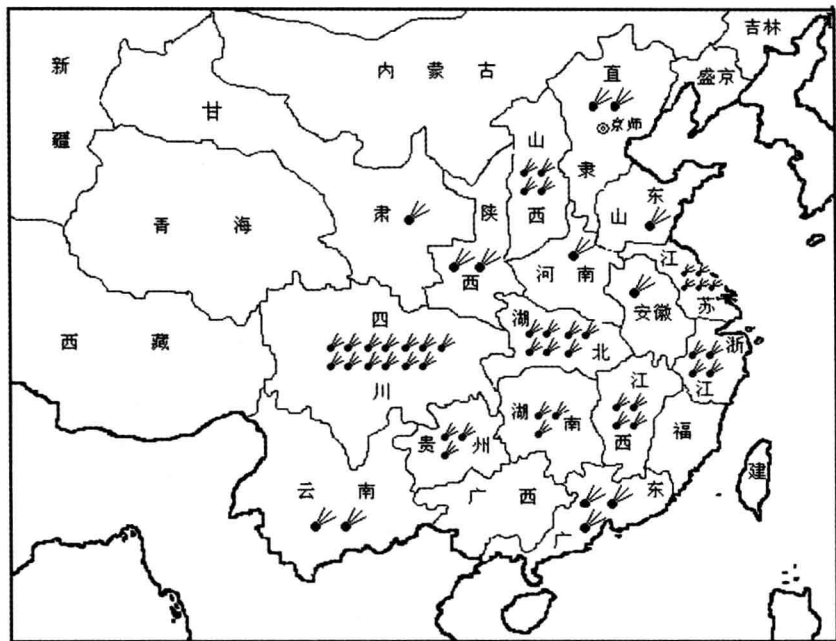 吉林
盛京
直隶
京师
内蒙古
新疆
甘肃
青海
山西
陕西
山东
河南
江苏
安徽
西藏
四川
湖北
浙江
湖南
江西
贵州
福建
云南
广西
广东